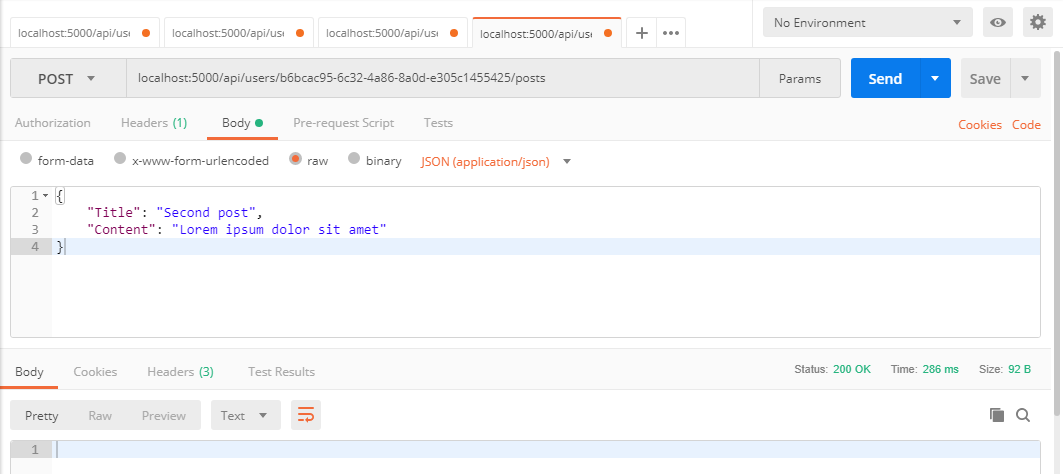 localhost:5000/api/use localhost:5000/api/use localhost:5000/api/use localhost:5000/api/use + ••• No Environment
POST localhost:5000/api/users/b6bcac95-6c32-4a86-8a0d-e305c1455425/posts Params Send Save
Authorization Headers (1) Body Pre-request Script Tests Cookies Code
form-data x-www-form-urlencoded raw binary JSON (application/json)
1 {
2 "Title": "Second post",
3 "Content": "Lorem ipsum dolor sit amet"
4 }
Body Cookies Headers (3) Test Results Status: 200 OK Time: 286 ms Size: 92 B
Pretty Raw Preview Text
1